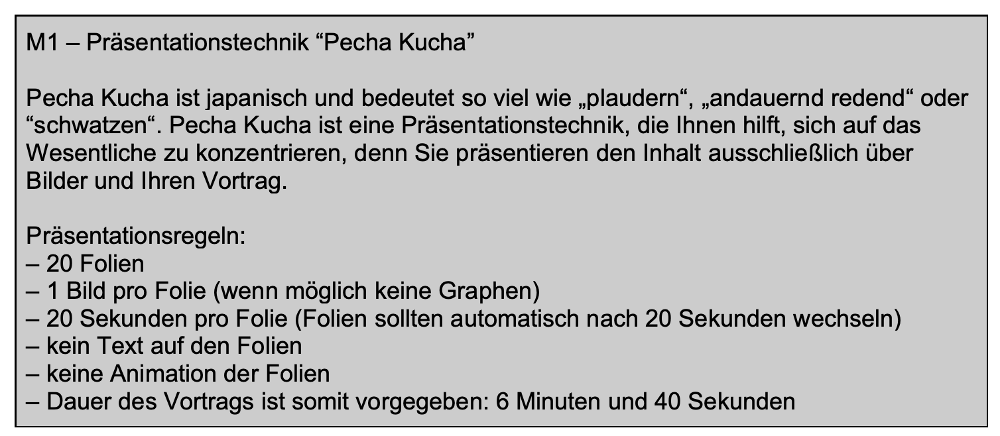 M1 – Präsentationstechnik “Pecha Kucha”
Pecha Kucha ist japanisch und bedeutet so viel wie „plaudern“, „andauernd redend“ oder
“schwatzen“. Pecha Kucha ist eine Präsentationstechnik, die Ihnen hilft, sich auf das
Wesentliche zu konzentrieren, denn Sie präsentieren den Inhalt ausschließlich über
Bilder und Ihren Vortrag.
Präsentationsregeln:
– 20 Folien
– 1 Bild pro Folie (wenn möglich keine Graphen)
– 20 Sekunden pro Folie (Folien sollten automatisch nach 20 Sekunden wechseln)
– kein Text auf den Folien
– keine Animation der Folien
– Dauer des Vortrags ist somit vorgegeben: 6 Minuten und 40 Sekunden